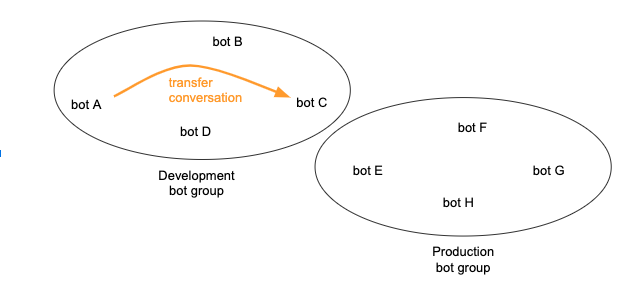 bot B
transfer
conversation
bot A
bot C
bot D
Development
bot group
bot F
bot E
bot G
bot H
Production
bot group